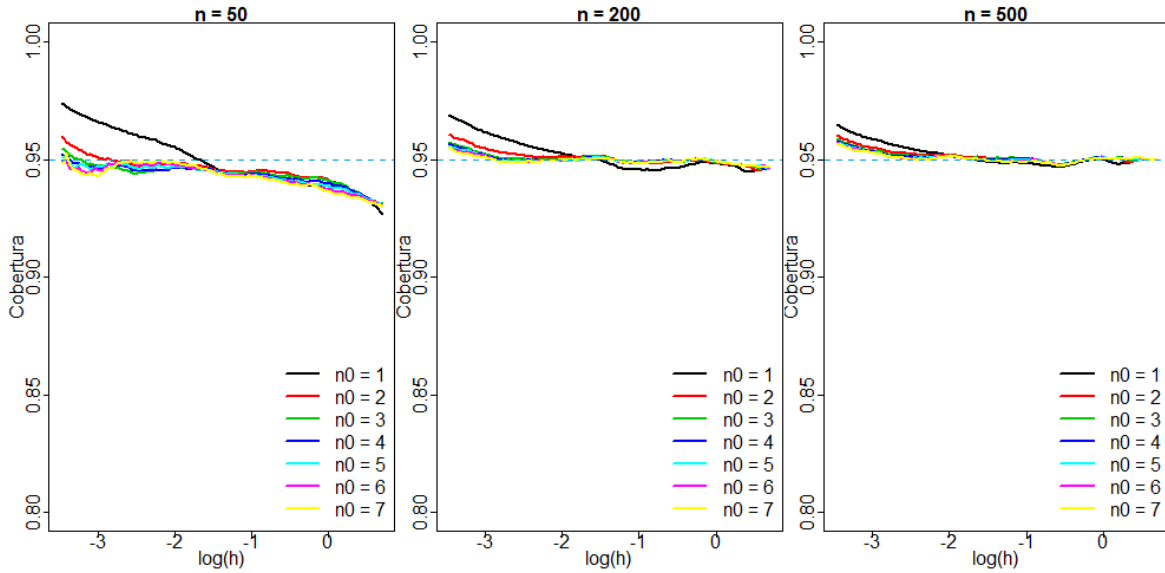 n = 50
1.00
0.95
0.90
0.85
0.80
Cobertura
n0 = 1
n0 = 2
n0 = 3
n0 = 4
n0 = 5
n0 = 6
n0 = 7
-3 -2 -1 0
log(h)
n = 200
1.00
0.95
0.90
0.85
0.80
Cobertura
n0 = 1
n0 = 2
n0 = 3
n0 = 4
n0 = 5
n0 = 6
n0 = 7
-3 -2 -1 0
log(h)
n = 500
1.00
0.95
0.90
0.85
0.80
Cobertura
n0 = 1
n0 = 2
n0 = 3
n0 = 4
n0 = 5
n0 = 6
n0 = 7
-3 -2 -1 0
log(h)